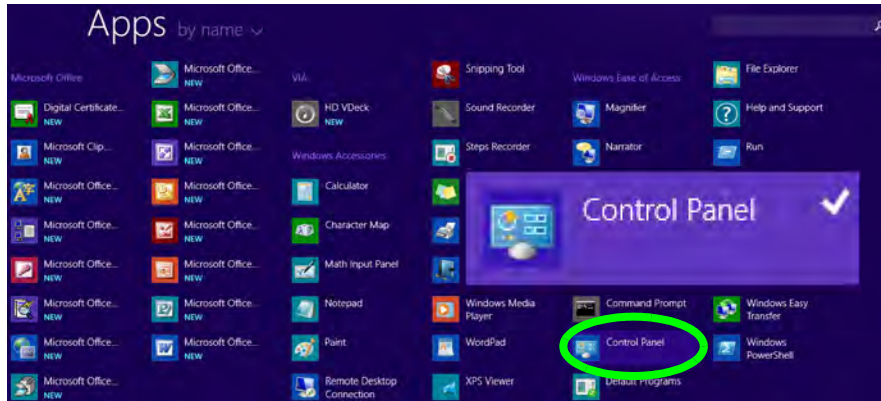 Apps by name
Microsoft Office
Digital Certificate...
NEW
Microsoft Clip...
NEW
Microsoft Office...
NEW
Microsoft Office...
NEW
Microsoft Office...
NEW
Microsoft Office...
NEW
Microsoft Office...
NEW
Microsoft Office...
NEW
Microsoft Office...
NEW
Microsoft Office...
NEW
Microsoft Office...
NEW
Microsoft Office...
NEW
Microsoft Office...
NEW
Microsoft Office...
NEW
Microsoft Office...
NEW
Microsoft Office...
NEW
VIA
HD VDeck
NEW
Windows Accessories
Calculator
Character Map
Math Input Panel
Notepad
Paint
Remote Desktop
Connection
Snipping Tool
Sound Recorder
Steps Recorder
Windows Media
Player
WordPad
XPS Viewer
Windows Ease of Access
Magnifier
Narrator
Control Panel
Command Prompt
Control Panel
Default Programs
File Explorer
Help and Support
Run
Windows Easy
Transfer
Windows
PowerShell